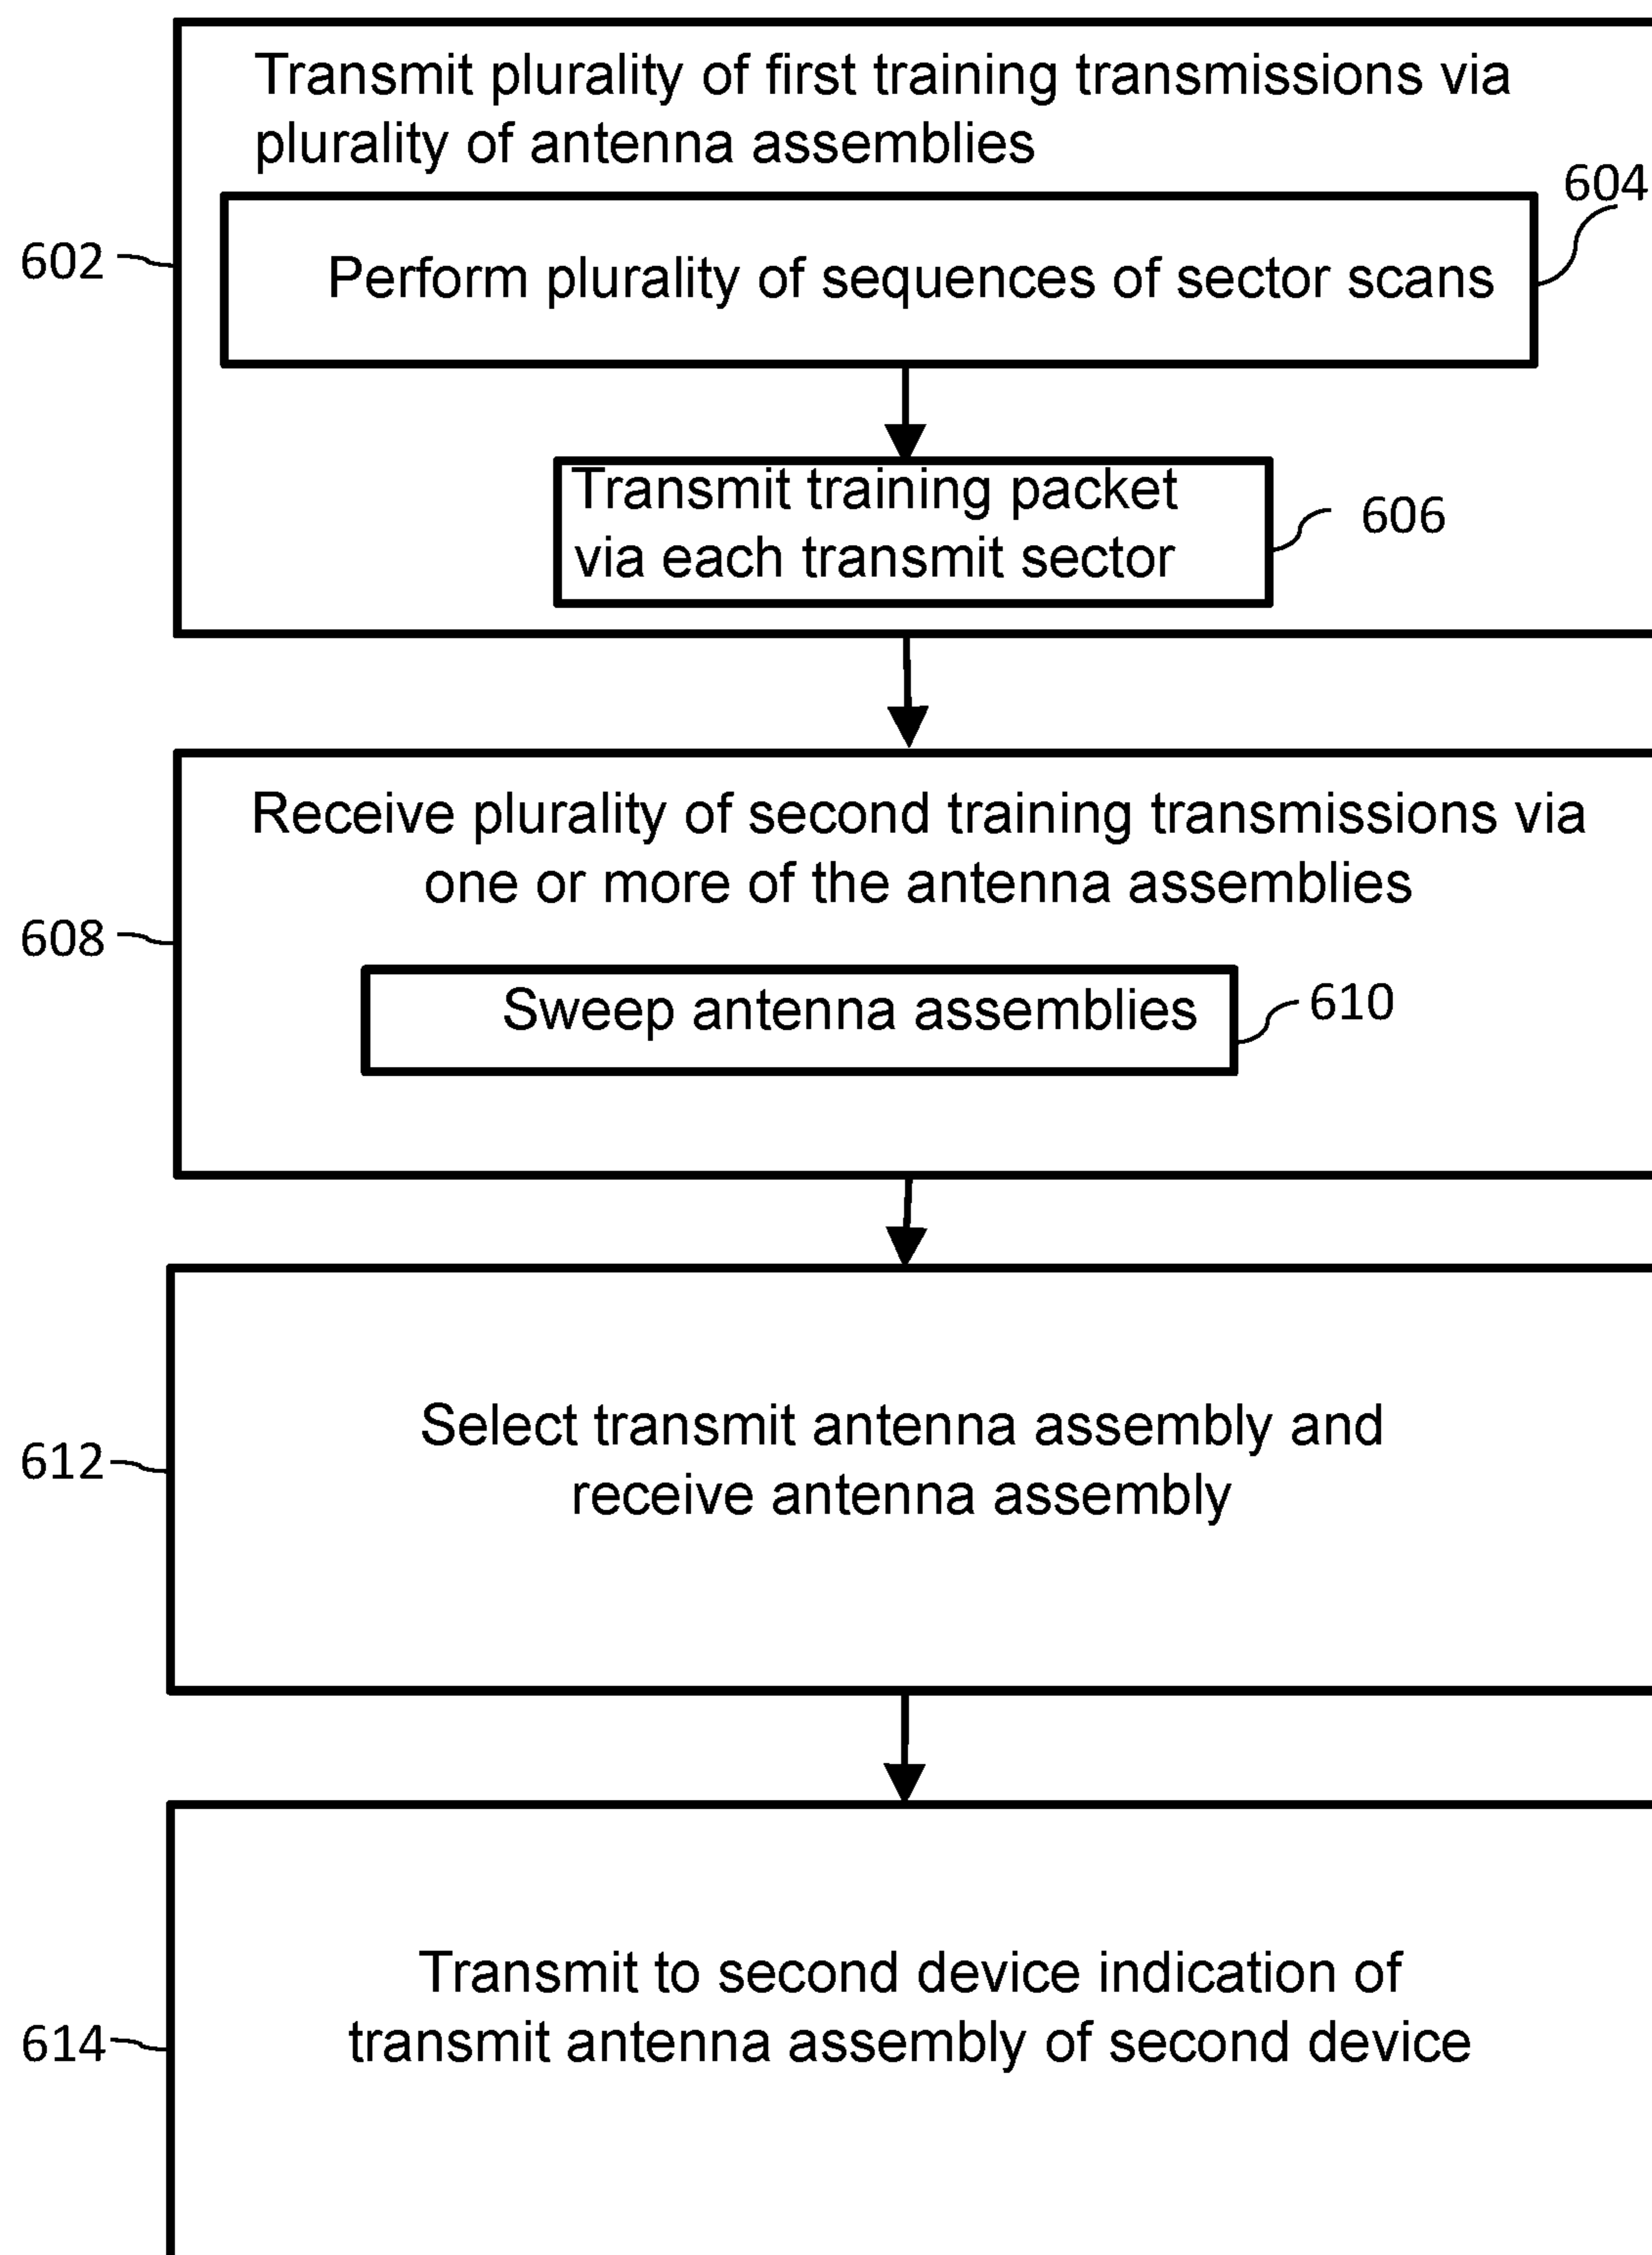 Transmit plurality of first training transmissions via
plurality of antenna assemblies
604
602
Perform plurality of sequences of sector scans
Transmit training packet
via each transmit sector
606
Receive plurality of second training transmissions via
one or more of the antenna assemblies
608
Sweep antenna assemblies
610
Select transmit antenna assembly and
receive antenna assembly
612
Transmit to second device indication of
transmit antenna assembly of second device
614